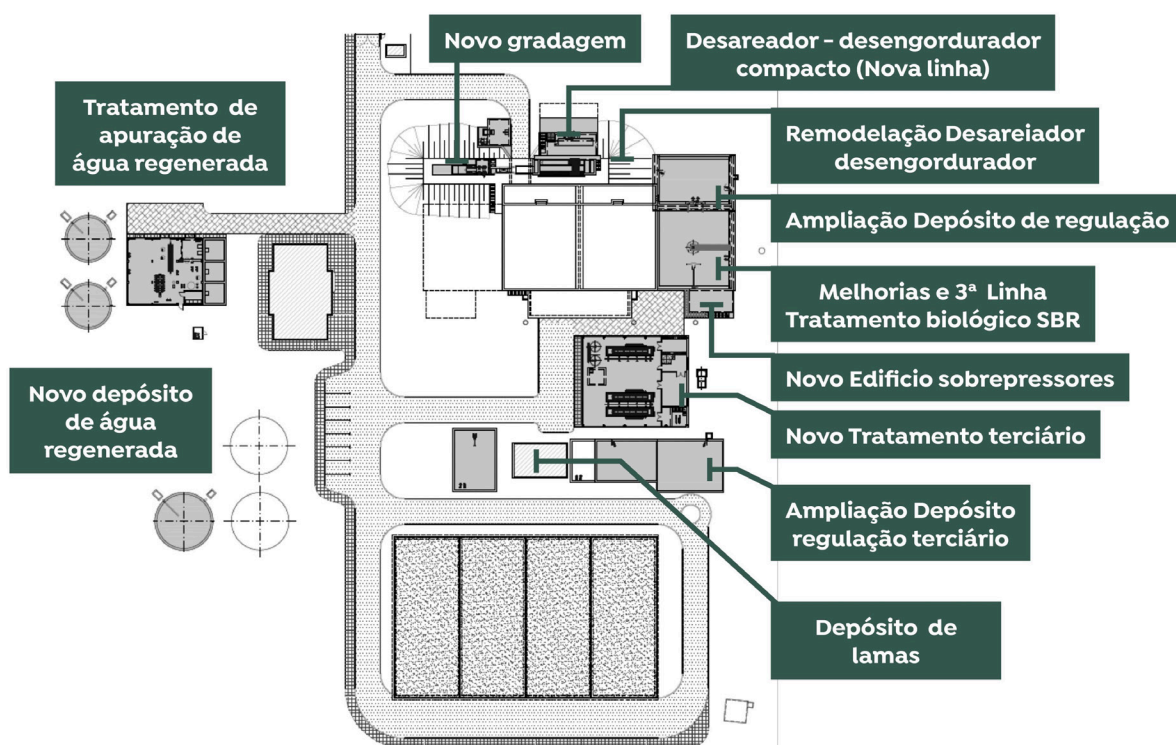 Novo gradagem
Desareador - desengordurador
compacto (Nova linha)
Tratamento de
apuração de
água regenerada
Remodelação Desareiador
desengordurador
Ampliação Depósito de regulação
Melhorias e 3ª Linha
Tratamento biológico SBR
Novo Edificio sobrepressores
Novo depósito
de água
regenerada
Novo Tratamento terciário
Ampliação Depósito
regulação terciário
Depósito de
lamas